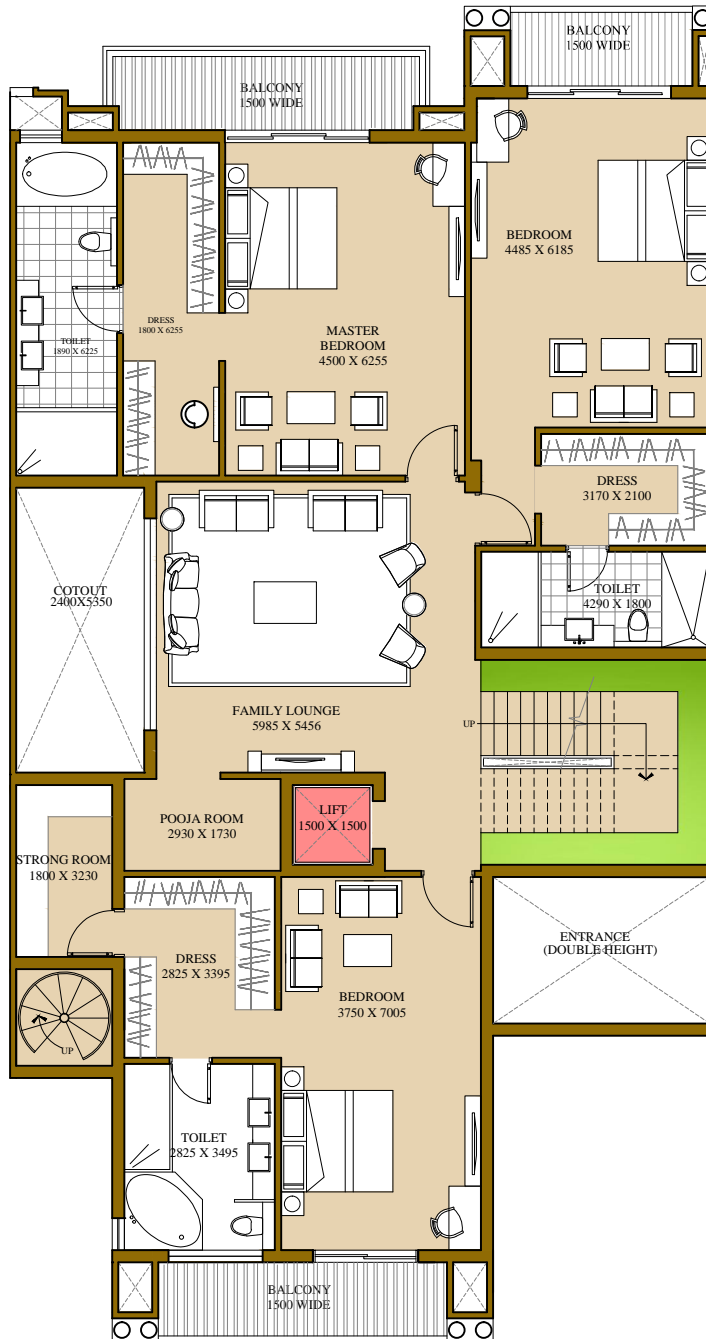 BALCONY
1500 WIDE
BALCONY
1500 WIDE
BEDROOM
4485 X 6185
DRESS
1800 X 6255
TOILET
1890 X 6225
MASTER
BEDROOM
4500 X 6255
DRESS
3170 X 2100
COTOUT
2400X5350
TOILET
4290 X 1800
FAMILY LOUNGE
5985 X 5456
UP
POOJA ROOM
2930 X 1730
LIFT
1500 X 1500
STRONG ROOM
1800 X 3230
ENTRANCE
(DOUBLE HEIGHT)
DRESS
2825 X 3395
BEDROOM
3750 X 7005
UP
TOILET
2825 X 3495
BALCONY
1500 WIDE